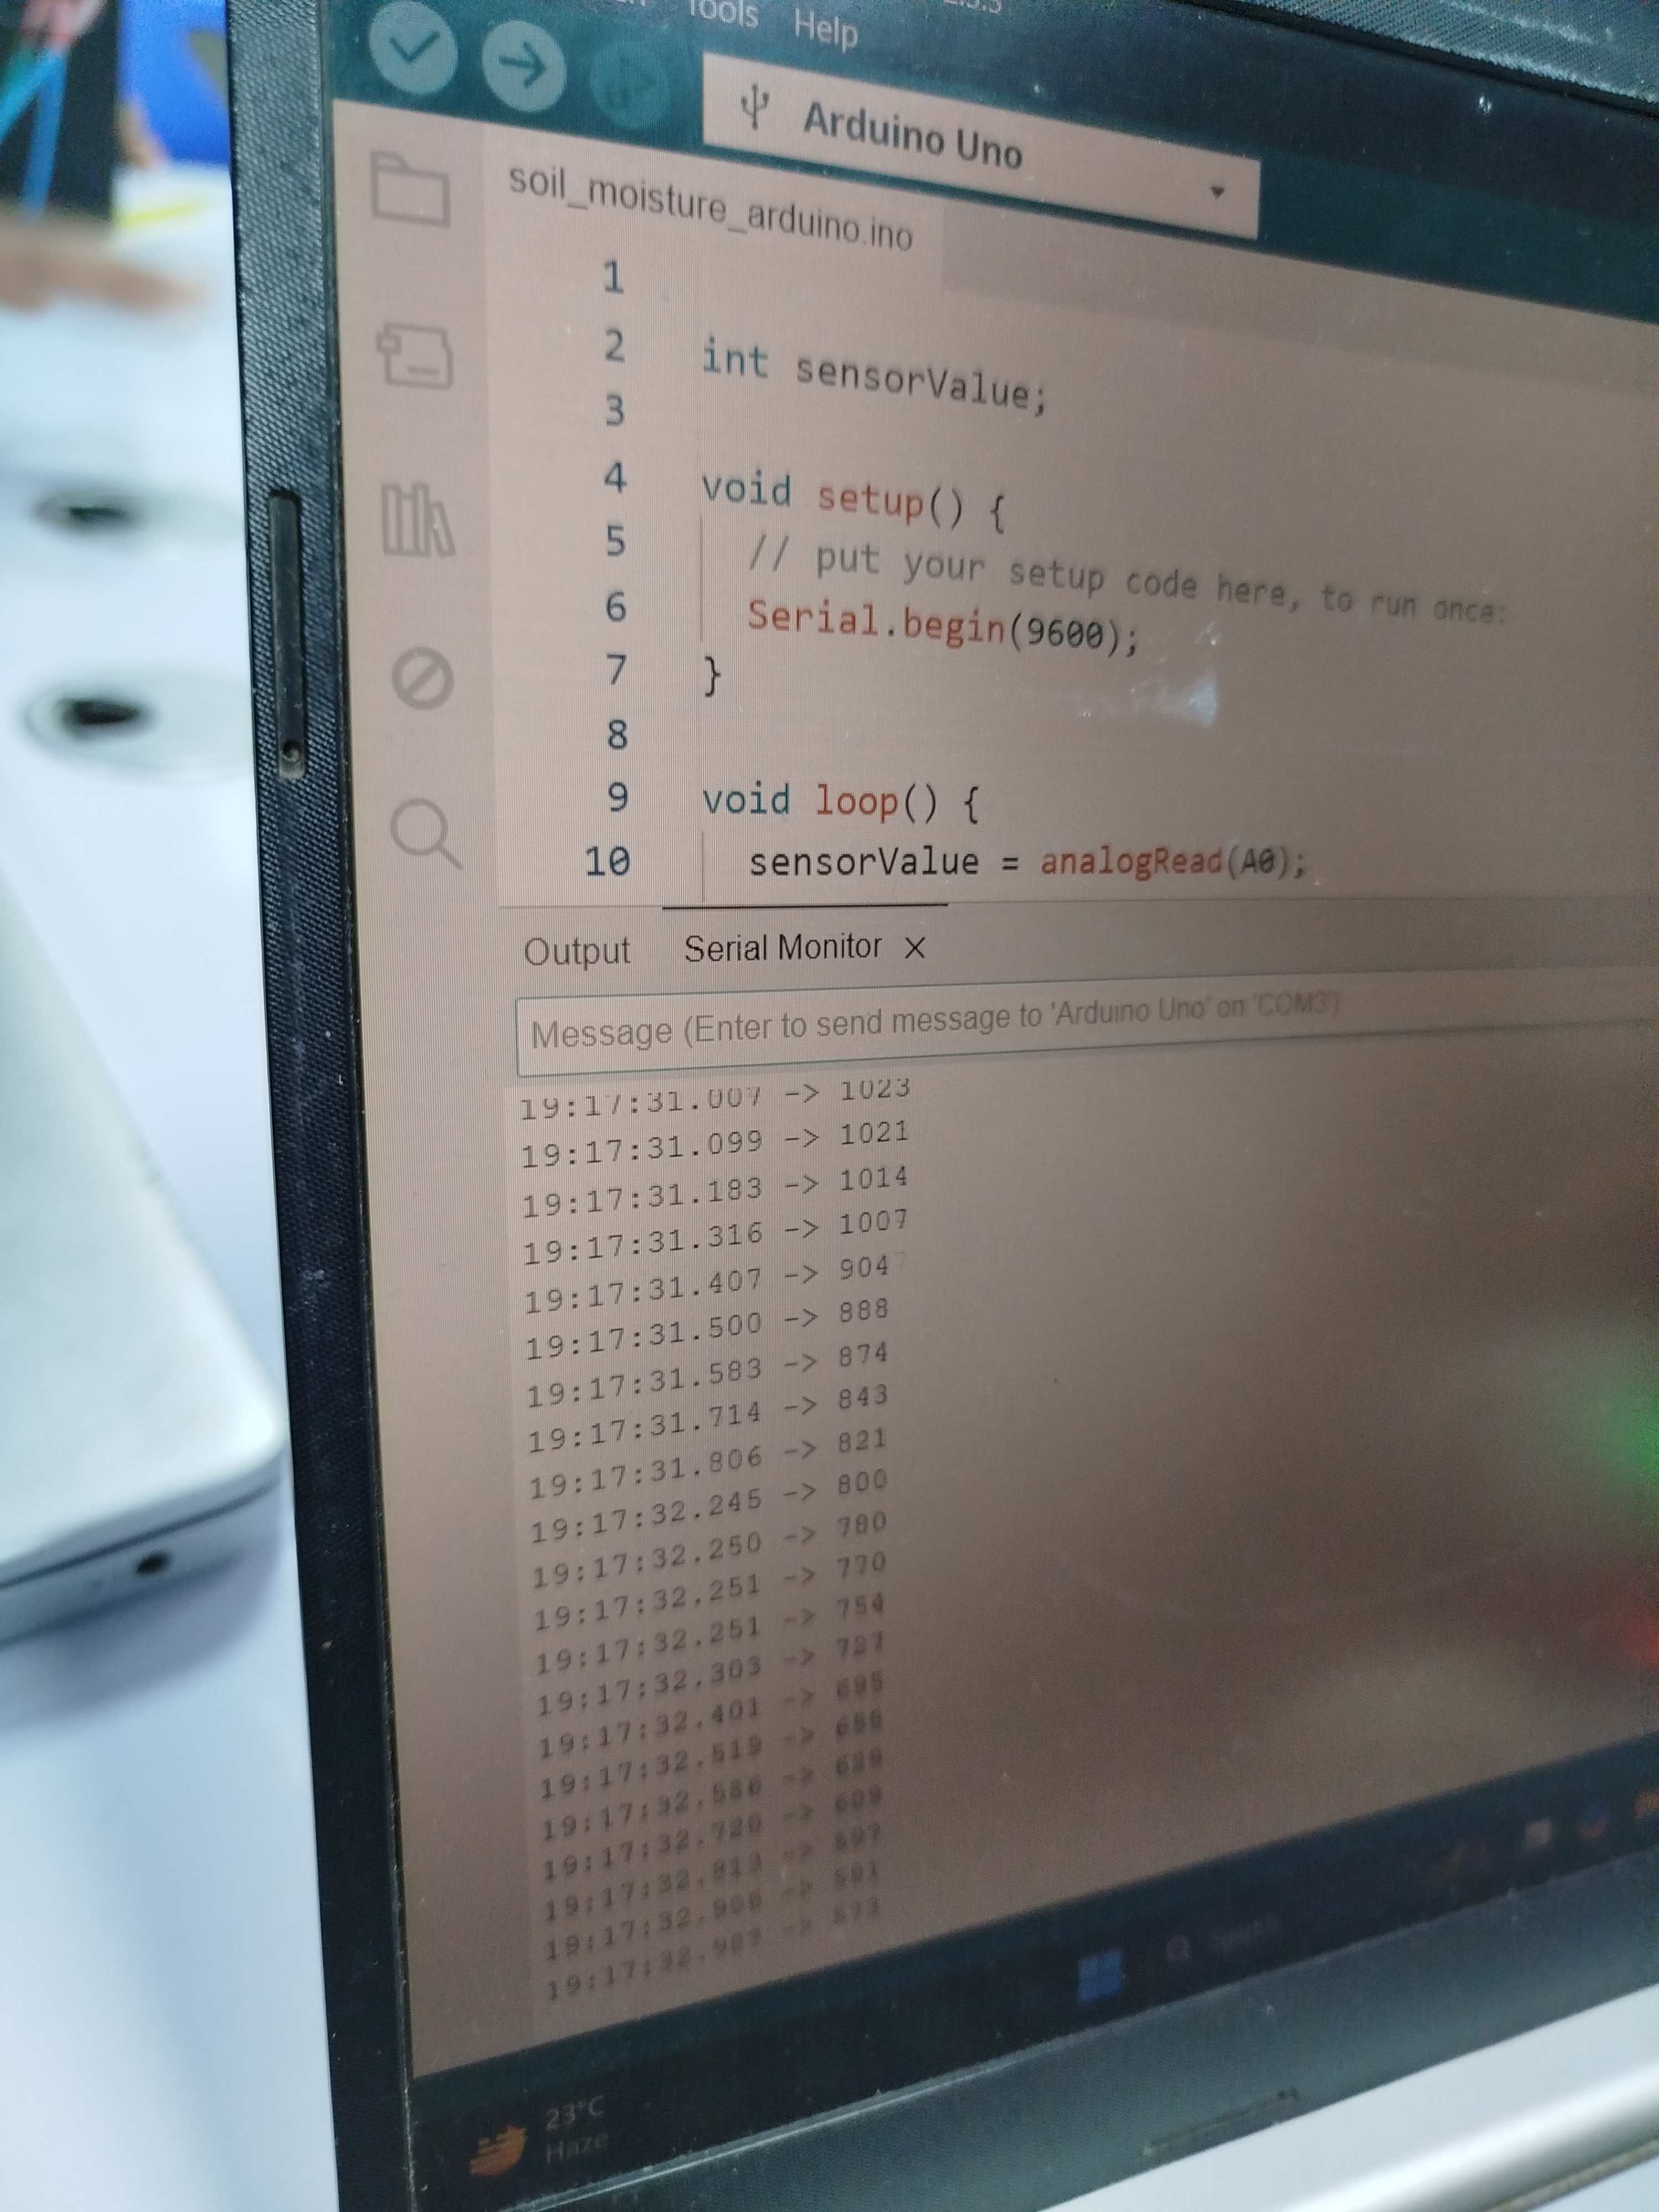 Tools Help
Arduino Uno
soil_moisture_arduino.ino
1
2 int sensorValue;
3
4 void setup() {
5 // put your setup code here, to run once:
6 Serial.begin(9600);
7 }
8
9 void loop() {
10 sensorValue = analogRead(A0);
Output Serial Monitor X
Message (Enter to send message to 'Arduino Uno' on 'COM3')
19:17:31.007 -> 1023
19:17:31.099 -> 1021
19:17:31.183 -> 1014
19:17:31.316 -> 1007
19:17:31.407 -> 904
19:17:31.500 -> 888
19:17:31.583 -> 874
19:17:31.714 -> 843
19:17:31.806 -> 821
19:17:32.245 -> 800
19:17:32.250 -> 780
19:17:32.251 -> 770
19:17:32.251 -> 754
19:17:32.303 -> 727
19:17:32.401 -> 695
19:17:32.519 ->
19:17:32.586 ->
19:17:32.720 -> 609
19:17:32.813 -> 597
19:17:32.906 -> 581
19:17:32.983 -> 573
Search
23°C
Haze